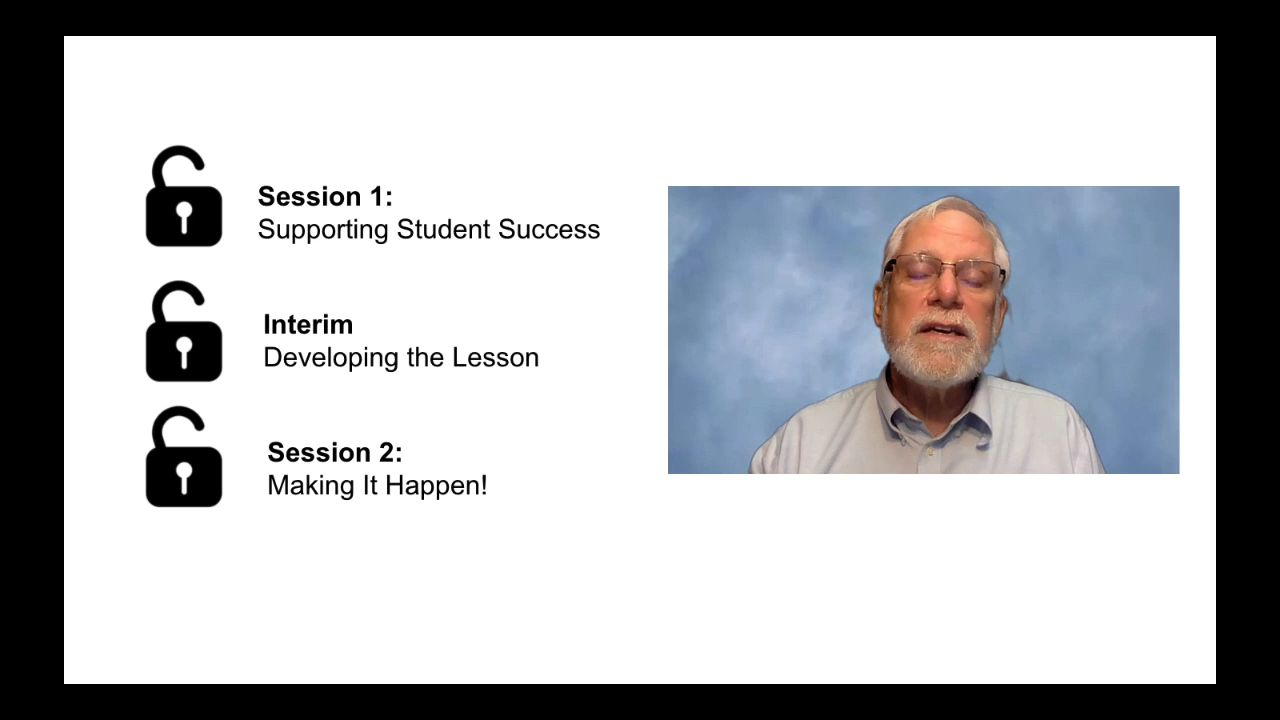 Session 1:
Supporting Student Success
Interim
Developing the Lesson
Session 2:
Making It Happen!